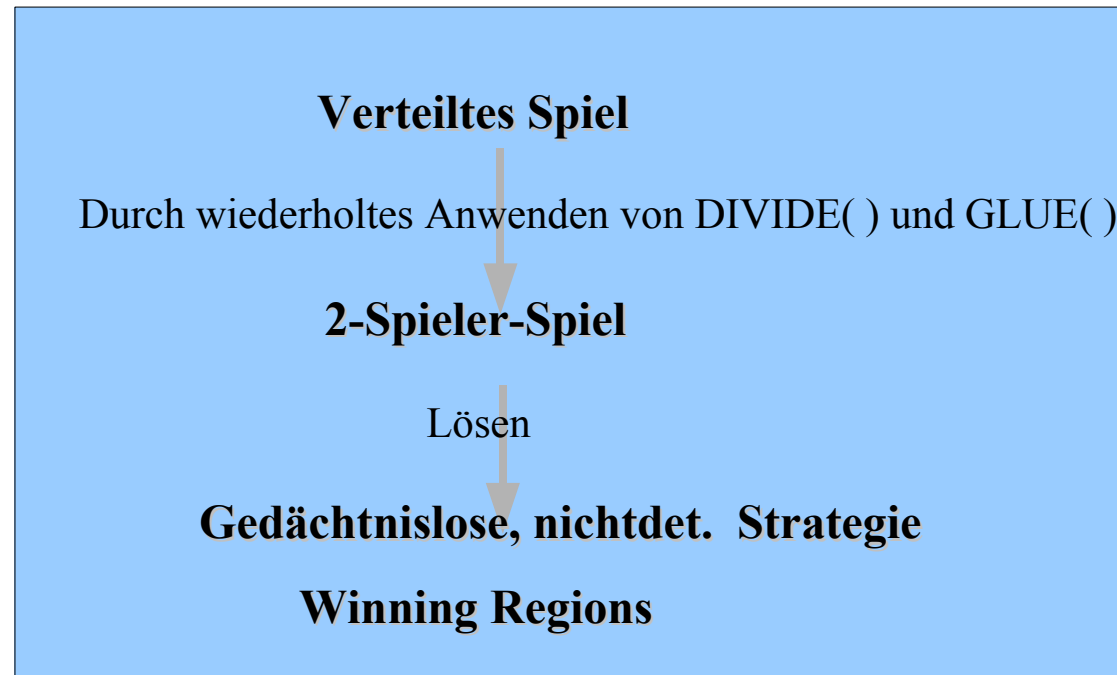 Verteiltes Spiel
Durch wiederholtes Anwenden von DIVIDE( ) und GLUE( )
2-Spieler-Spiel
Lösen
Gedächtnislose, nichtdet. Strategie
Winning Regions